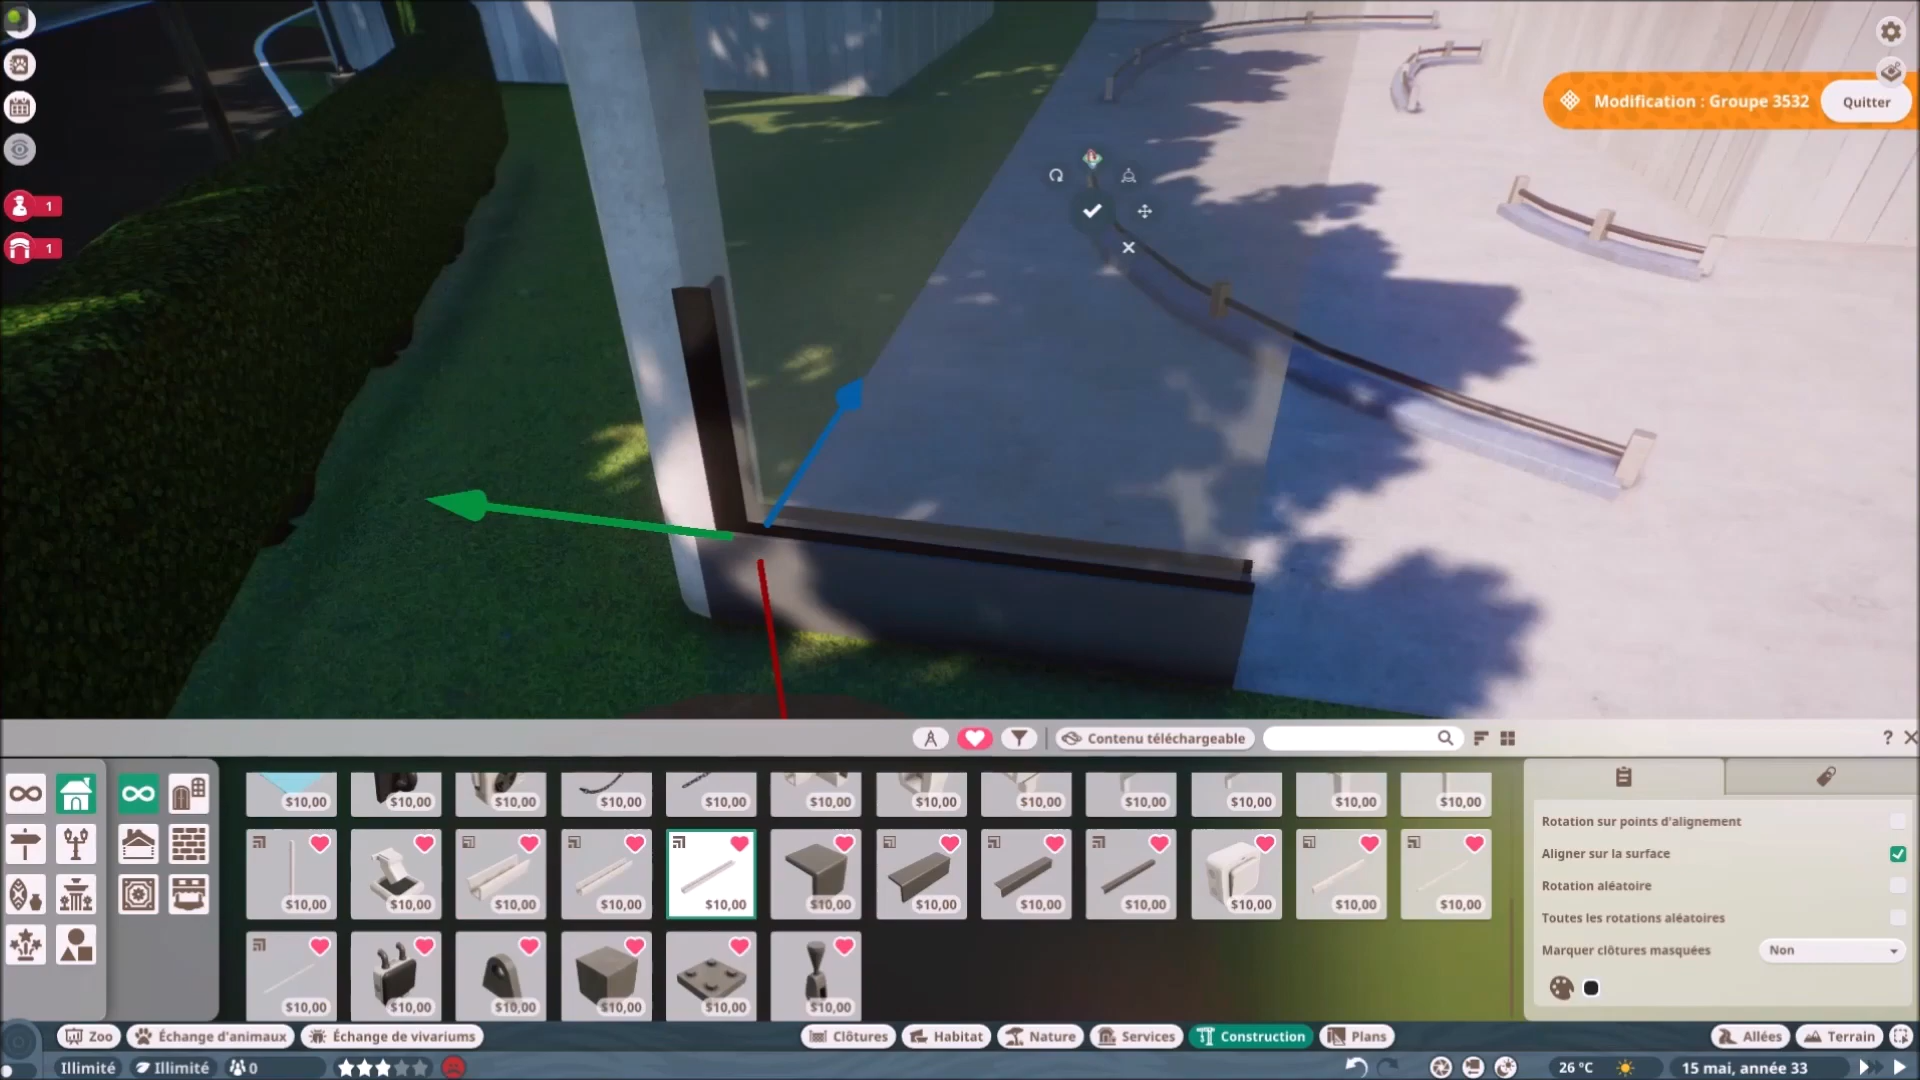 Modification : Groupe 3532
Quitter
1
1
Contenu téléchargeable
?
$10,00 $10,00 $10,00 $10,00 $10,00 $10,00 $10,00 $10,00 $10,00 $10,00 $10,00 $10,00
$10,00 $10,00 $10,00 $10,00 $10,00 $10,00 $10,00 $10,00 $10,00 $10,00 $10,00 $10,00
$10,00 $10,00 $10,00 $10,00 $10,00 $10,00
Rotation sur points d'alignement
Aligner sur la surface
Rotation aléatoire
Toutes les rotations aléatoires
Marquer clôtures masquées
Non
Zoo
Échange d'animaux
Échange de vivariums
Clôtures
Habitat
Nature
Services
Construction
Plans
Allées
Terrain
Illimité
Illimité
0
26 °C
15 mai, année 33